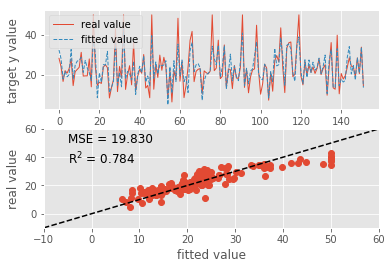 real value
fitted value
target y value
40
20
0 20 40 60 80 100 120 140
MSE = 19.830
R² = 0.784
real value
60
40
20
0
-10 0 10 20 30 40 50 60
fitted value